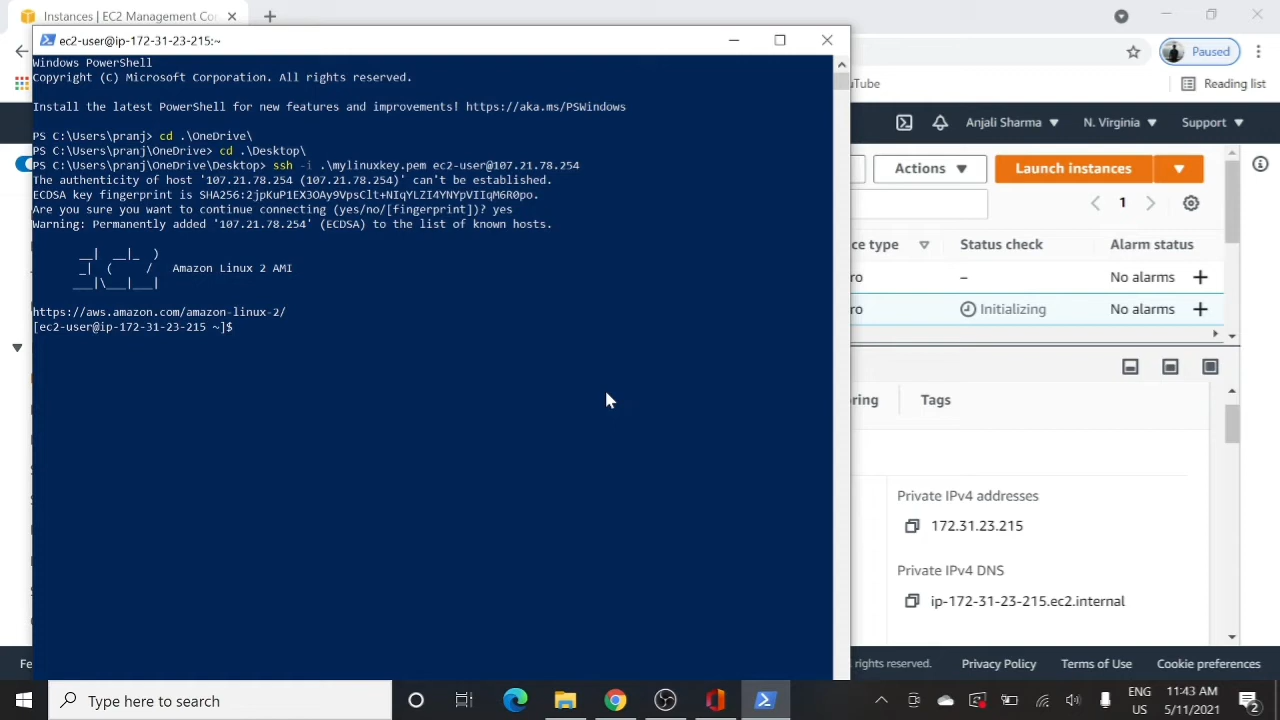 Instances | EC2 Management Co
ec2-user@ip-172-31-23-215:~
Windows PowerShell
Copyright (C) Microsoft Corporation. All rights reserved.
Install the latest PowerShell for new features and improvements! https://aka.ms/PSWindows
PS C:\Users\pranj> cd .\OneDrive\
PS C:\Users\pranj\OneDrive> cd .\Desktop\
PS C:\Users\pranj\OneDrive\Desktop> ssh -i .\mylinuxkey.pem ec2-user@107.21.78.254
The authenticity of host '107.21.78.254 (107.21.78.254)' can't be established.
ECDSA key fingerprint is SHA256:2jpKuP1EX3OAy9VpsClt+NIqYLZI4YNYpVIIqM6R0po.
Are you sure you want to continue connecting (yes/no/[fingerprint])? yes
Warning: Permanently added '107.21.78.254' (ECDSA) to the list of known hosts.
__| __|_ )
_| ( / Amazon Linux 2 AMI
___|\___|___|
https://aws.amazon.com/amazon-linux-2/
[ec2-user@ip-172-31-23-215 ~]$
Paused
uTube
Reading list
Anjali Sharma
N. Virginia
Support
Actions
Launch instances
1
ce type
Status check
Alarm status
ro
–
No alarms +
ro
Initializing
No alarms +
ring
Tags
Private IPv4 addresses
172.31.23.215
Private IPv4 DNS
ip-172-31-23-215.ec2.internal
Fe
rights reserved.
Privacy Policy
Terms of Use
Cookie preferences
Type here to search
ENG
US
11:43 AM
5/11/2021
2